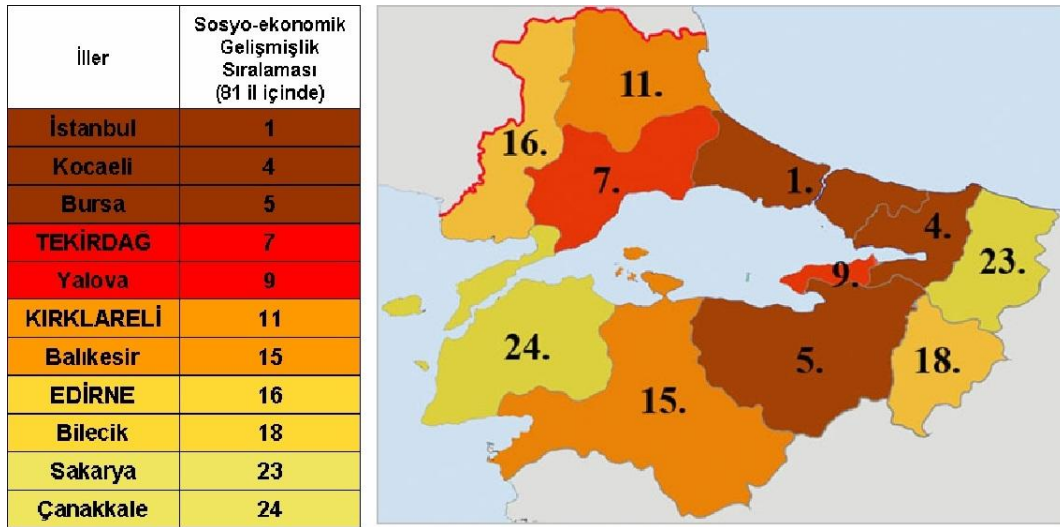 İller
Sosyo-ekonomik
Gelişmişlik
Sıralaması
(81 il içinde)
İstanbul 1
Kocaeli 4
Bursa 5
TEKİRDAĞ 7
Yalova 9
KIRKLARELİ 11
Balıkesir 15
EDİRNE 16
Bilecik 18
Sakarya 23
Çanakkale 24
11.
16.
7.
1.
4.
23.
9.
24.
5.
18.
15.